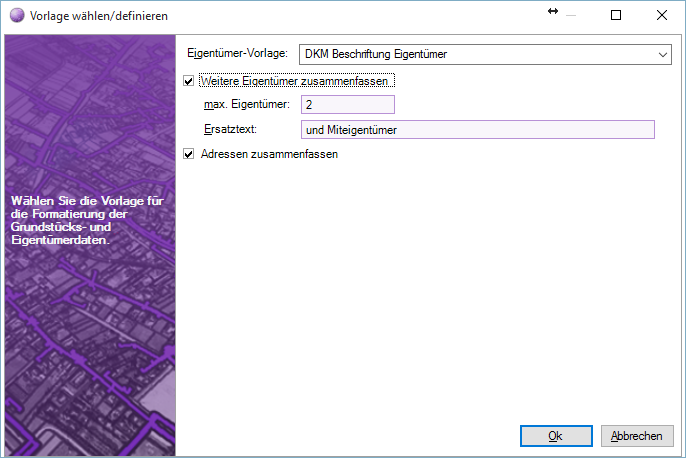 Vorlage wählen/definieren
Eigentümer-Vorlage: DKM Beschriftung Eigentümer
Weitere Eigentümer zusammenfassen
max. Eigentümer: 2
Ersatztext: und Miteigentümer
Adressen zusammenfassen
Wählen Sie die Vorlage für
die Formatierung der
Grundstücks- und
Eigentümerdaten.
Ok Abbrechen